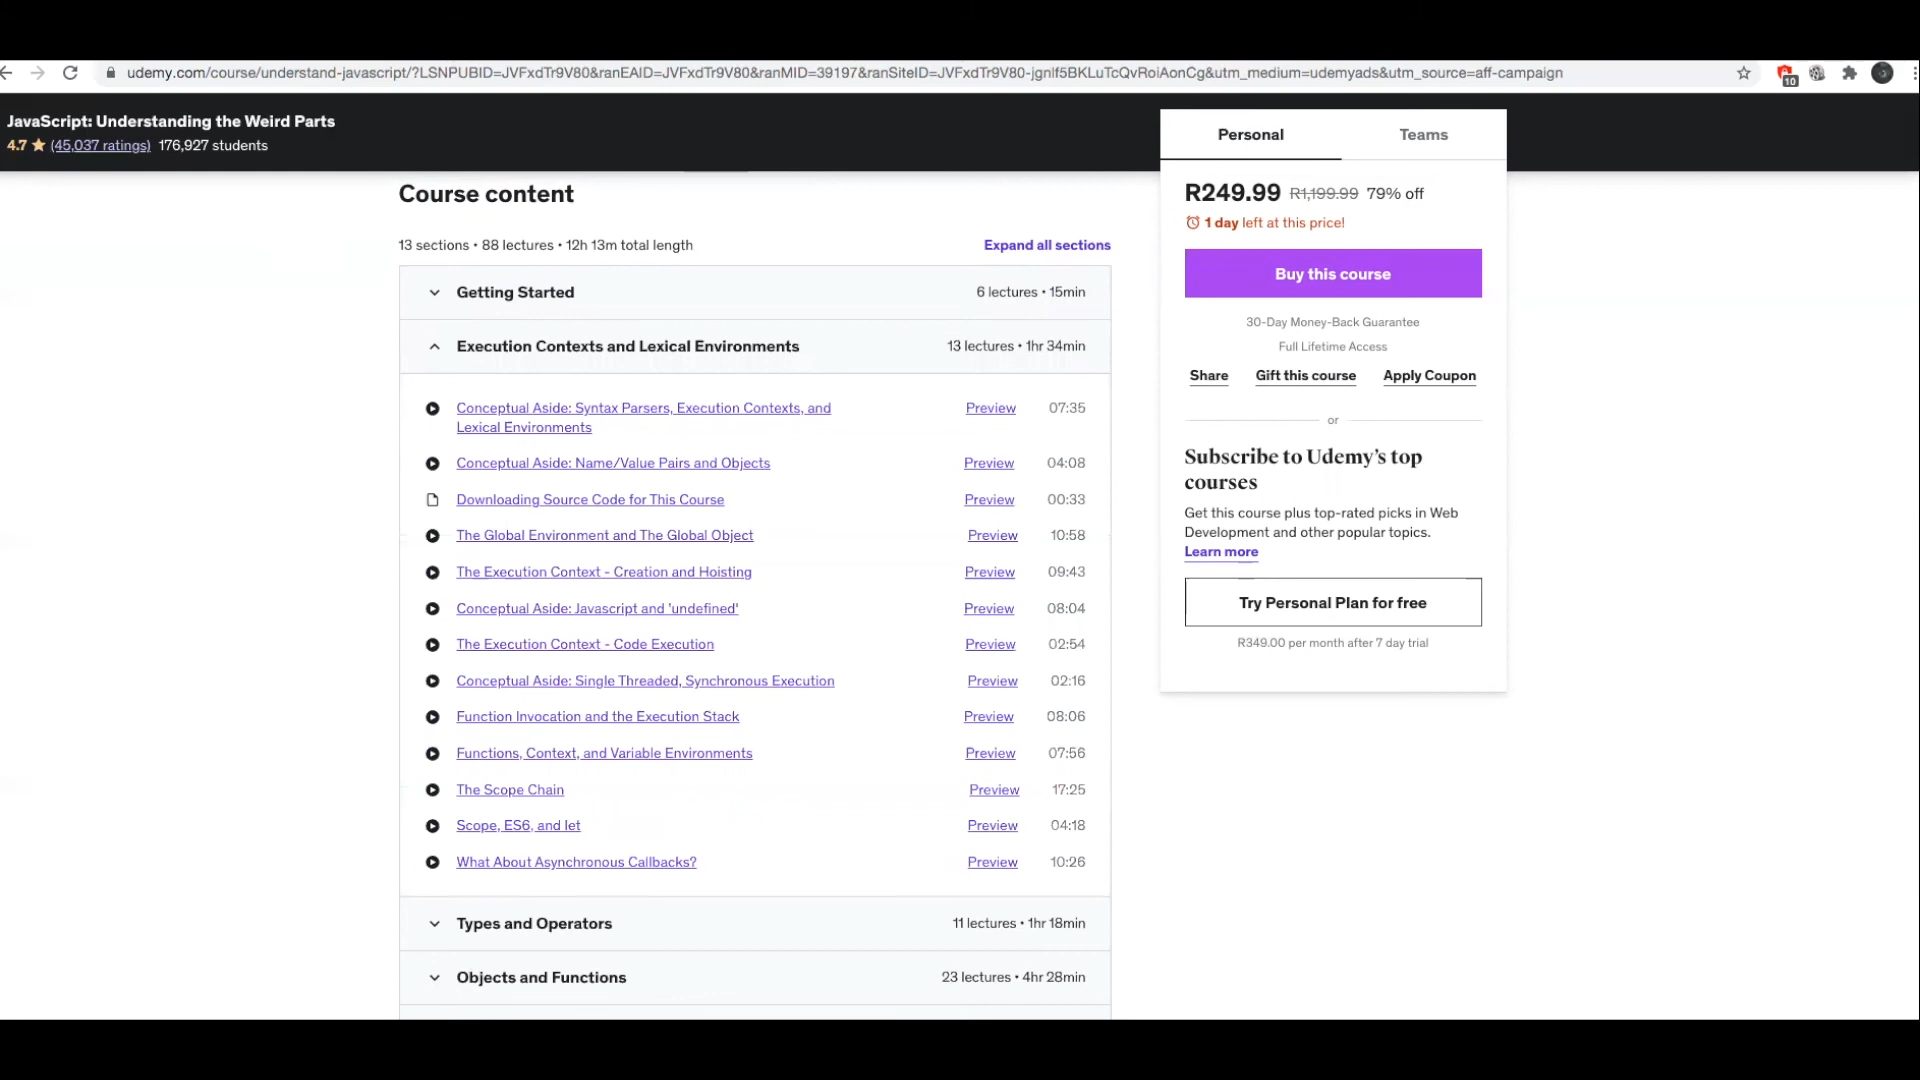 udemy.com/course/understand-javascript/?LSNPUBID=JVFxdTr9V80&ranEAID=JVFxdTr9V80&ranMID=39197&ranSiteID=JVFxdTr9V80-jgnlf5BKLuTcQvRoiAonCg&utm_medium=udemyads&utm_source=aff-campaign
10
JavaScript: Understanding the Weird Parts
4.7 (45,037 ratings) 176,927 students
Course content
13 sections • 88 lectures • 12h 13m total length
Expand all sections
Getting Started 6 lectures • 15min
Execution Contexts and Lexical Environments 13 lectures • 1hr 34min
Conceptual Aside: Syntax Parsers, Execution Contexts, and Preview 07:35
Lexical Environments
Conceptual Aside: Name/Value Pairs and Objects Preview 04:08
Downloading Source Code for This Course Preview 00:33
The Global Environment and The Global Object Preview 10:58
The Execution Context - Creation and Hoisting Preview 09:43
Conceptual Aside: Javascript and 'undefined' Preview 08:04
The Execution Context - Code Execution Preview 02:54
Conceptual Aside: Single Threaded, Synchronous Execution Preview 02:16
Function Invocation and the Execution Stack Preview 08:06
Functions, Context, and Variable Environments Preview 07:56
The Scope Chain Preview 17:25
Scope, ES6, and let Preview 04:18
What About Asynchronous Callbacks? Preview 10:26
Types and Operators 11 lectures • 1hr 18min
Objects and Functions 23 lectures • 4hr 28min
Personal Teams
R249.99 R1,199.99 79% off
1 day left at this price!
Buy this course
30-Day Money-Back Guarantee
Full Lifetime Access
Share Gift this course Apply Coupon
or
Subscribe to Udemy's top
courses
Get this course plus top-rated picks in Web
Development and other popular topics.
Learn more
Try Personal Plan for free
R349.00 per month after 7 day trial